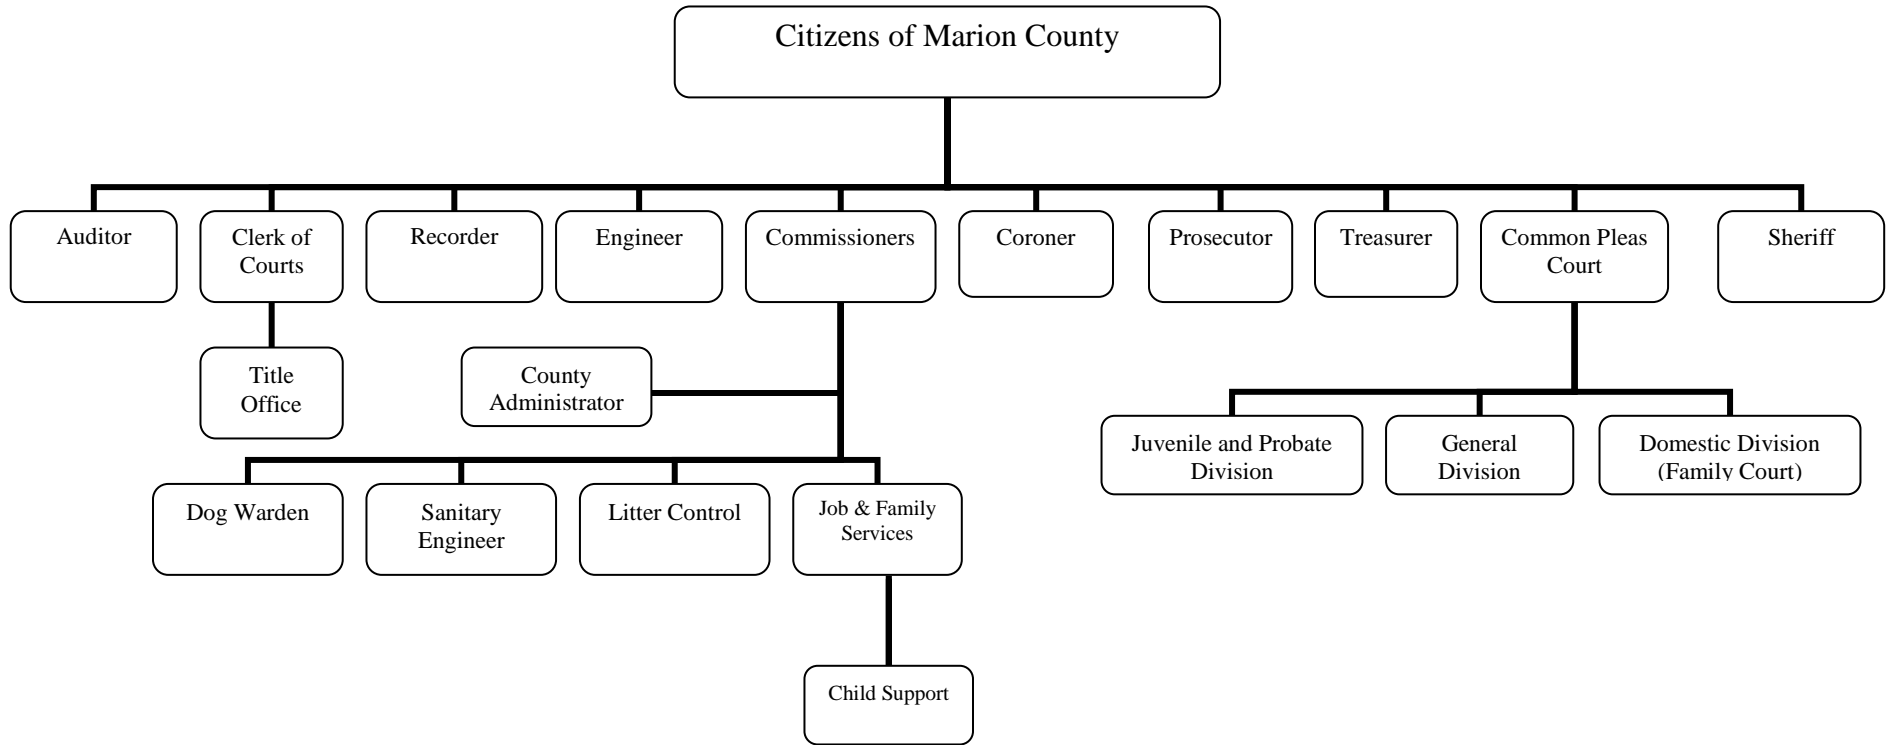 Citizens of Marion County
Auditor
Clerk of
Courts
Recorder
Engineer
Commissioners
Coroner
Prosecutor
Treasurer
Common Pleas
Court
Sheriff
Title
Office
County
Administrator
Juvenile and Probate
Division
General
Division
Domestic Division
(Family Court)
Dog Warden
Sanitary
Engineer
Litter Control
Job & Family
Services
Child Support